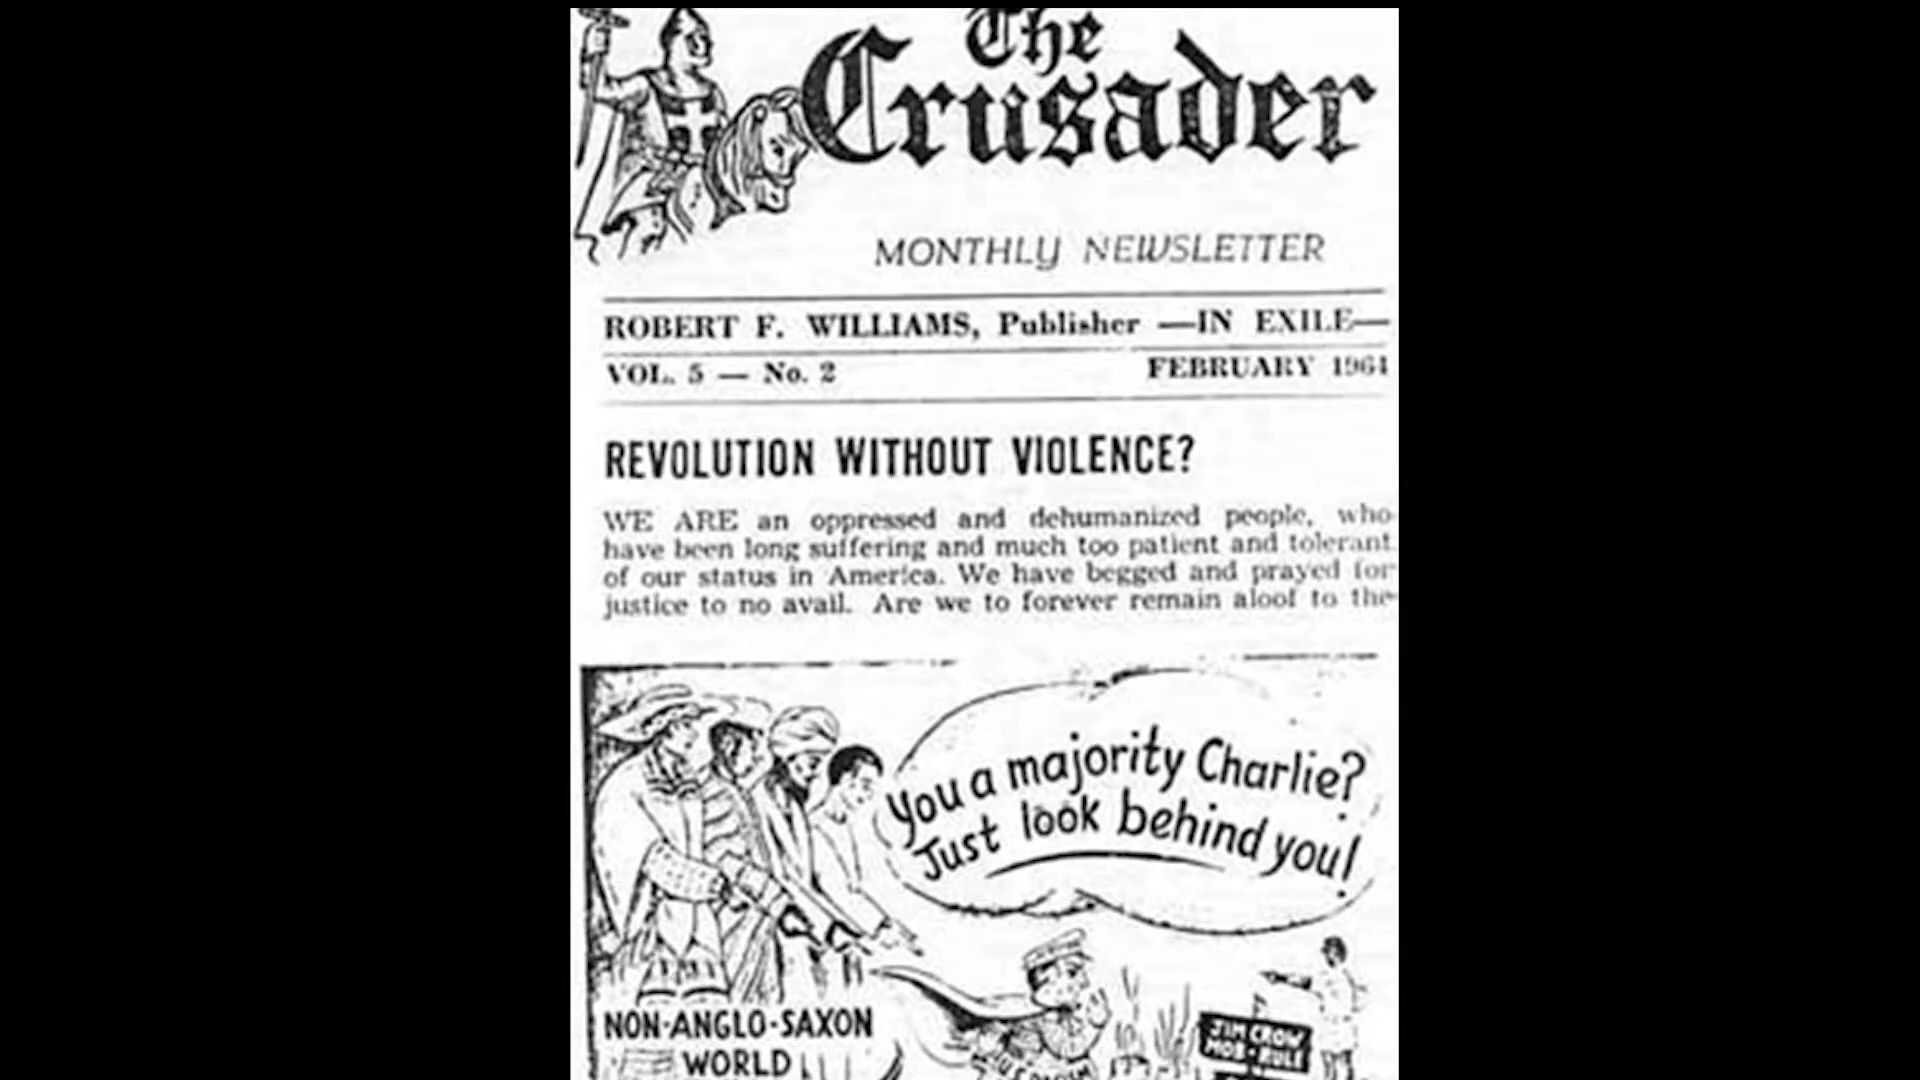 The
Crusader
MONTHLY NEWSLETTER
ROBERT F. WILLIAMS, Publisher —IN EXILE—
VOL. 5 — No. 2 FEBRUARY 1964
REVOLUTION WITHOUT VIOLENCE?
WE ARE an oppressed and dehumanized people, who
have been long suffering and much too patient and tolerant
of our status in America. We have begged and prayed for
justice to no avail. Are we to forever remain aloof to the
You a majority Charlie?
Just look behind you!
NON-ANGLO-SAXON
WORLD
JIM CROW
MOB-RULE